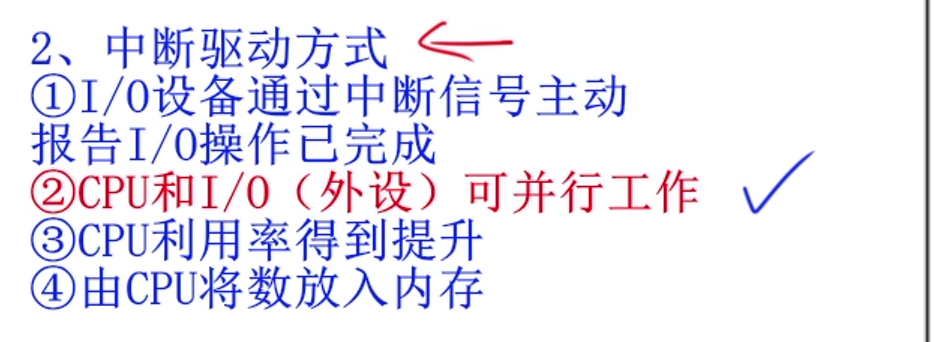 2、中断驱动方式
①I/O设备通过中断信号主动
报告I/O操作已完成
②CPU和I/O（外设）可并行工作
③CPU利用率得到提升
④由CPU将数放入内存